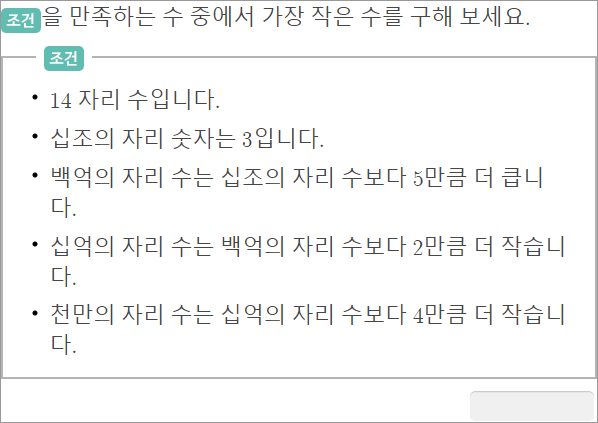 조건을 만족하는 수 중에서 가장 작은 수를 구해 보세요.
조건
• 14 자리 수입니다.
• 십조의 자리 숫자는 3입니다.
• 백억의 자리 수는 십조의 자리 수보다 5만큼 더 큽니
다.
• 십억의 자리 수는 백억의 자리 수보다 2만큼 더 작습니
다.
• 천만의 자리 수는 십억의 자리 수보다 4만큼 더 작습니
다.